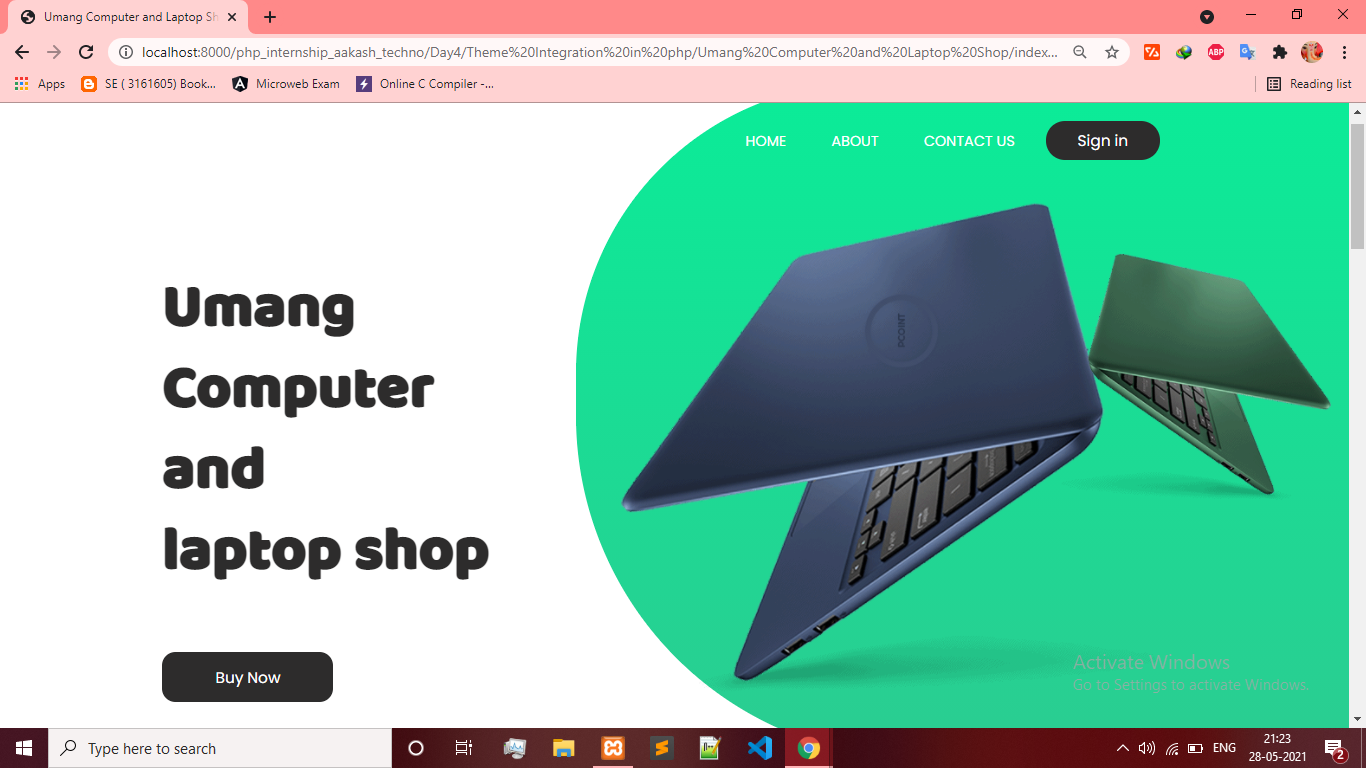 Umang Computer and Laptop Sh
localhost:8000/php_internship_aakash_techno/Day4/Theme%20Integration%20in%20php/Umang%20Computer%20and%20Laptop%20Shop/index...
ABP
Apps
SE ( 3161605) Book...
Microweb Exam
Online C Compiler -...
Reading list
HOME
ABOUT
CONTACT US
Sign in
Umang
Computer
and
laptop shop
PCOINT
Buy Now
Activate Windows
Go to Settings to activate Windows.
Type here to search
ENG
21:23
28-05-2021
2